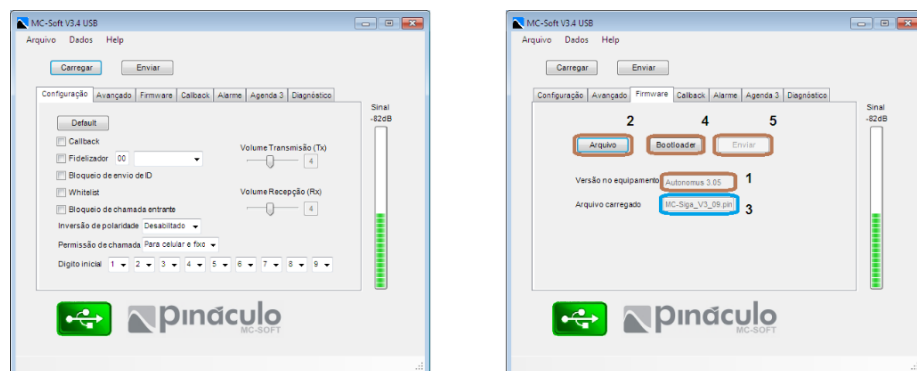 MC-Soft V3.4 USB
Arquivo Dados Help
Carregar Enviar
Configuração Avançado Firmware Callback Alarme Agenda 3 Diagnóstico
Sinal
-82dB
Default
Callback
Fidelizador 00
Bloqueio de envio de ID
Whitelist
Bloqueio de chamada entrante
Inversão de polaridade Desabilitado
Permissão de chamada Para celular e fixo
Digito inicial 1 2 3 4 5 6 7 8 9
Volume Transmisão (Tx)
4
Volume Recepção (Rx)
4
pináculo
MC-SOFT
MC-Soft V3.4 USB
Arquivo Dados Help
Carregar Enviar
Configuração Avançado Firmware Callback Alarme Agenda 3 Diagnóstico
Sinal
-82dB
2 4 5
Arquivo Bootloader Enviar
Versão no equipamento Autonomus 3.05 1
Arquivo carregado MC-Siga_V3_09.pin 3
pináculo
MC-SOFT